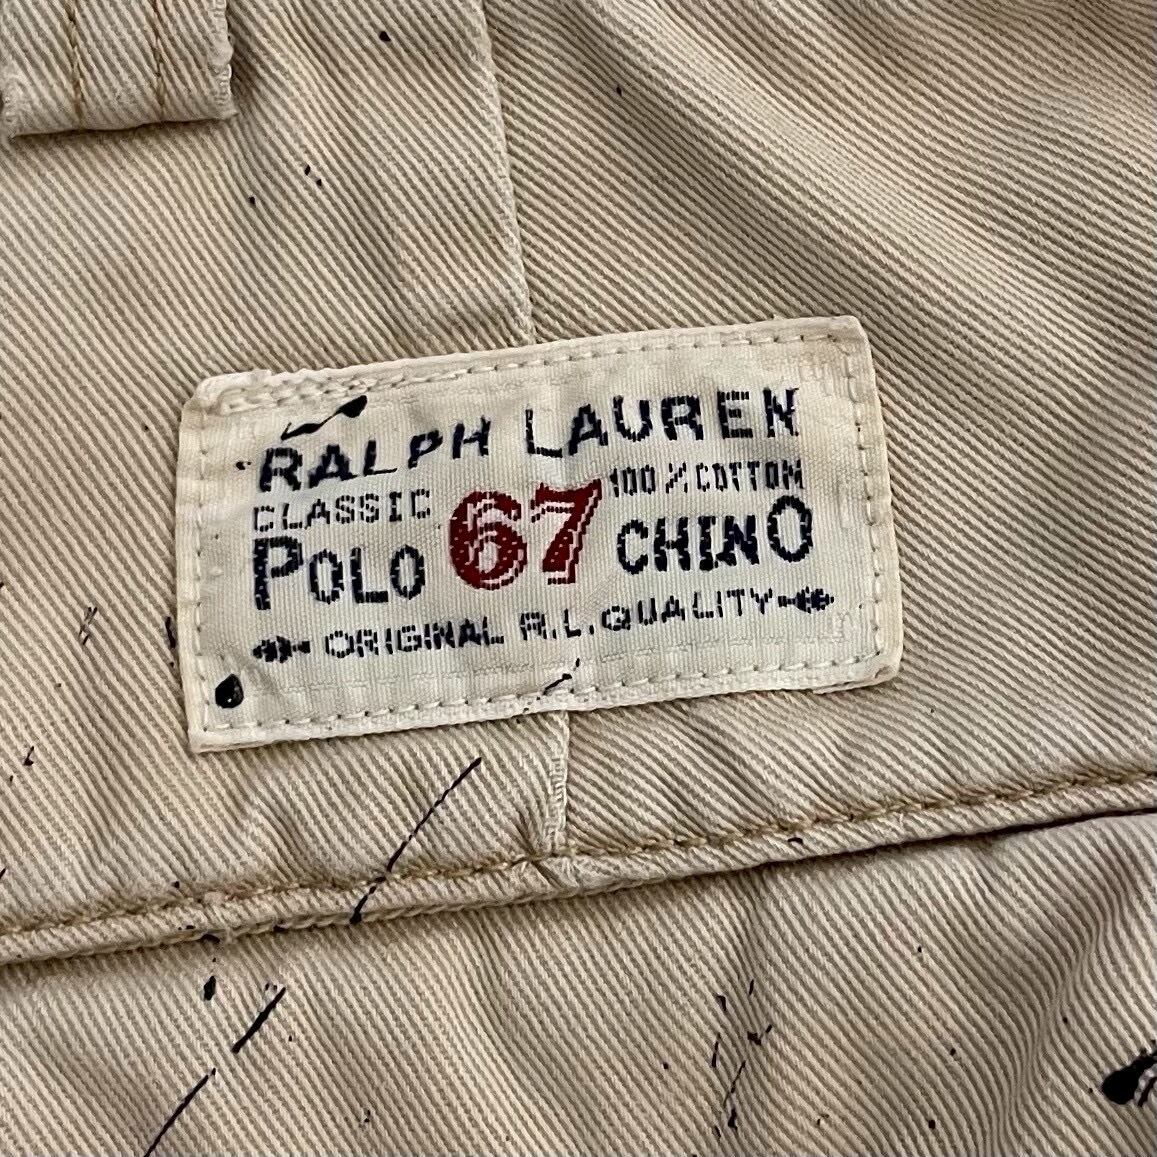 RALPH LAUREN
CLASSIC 67 100% COTTON
POLO CHINO
ORIGINAL R.L. QUALITY